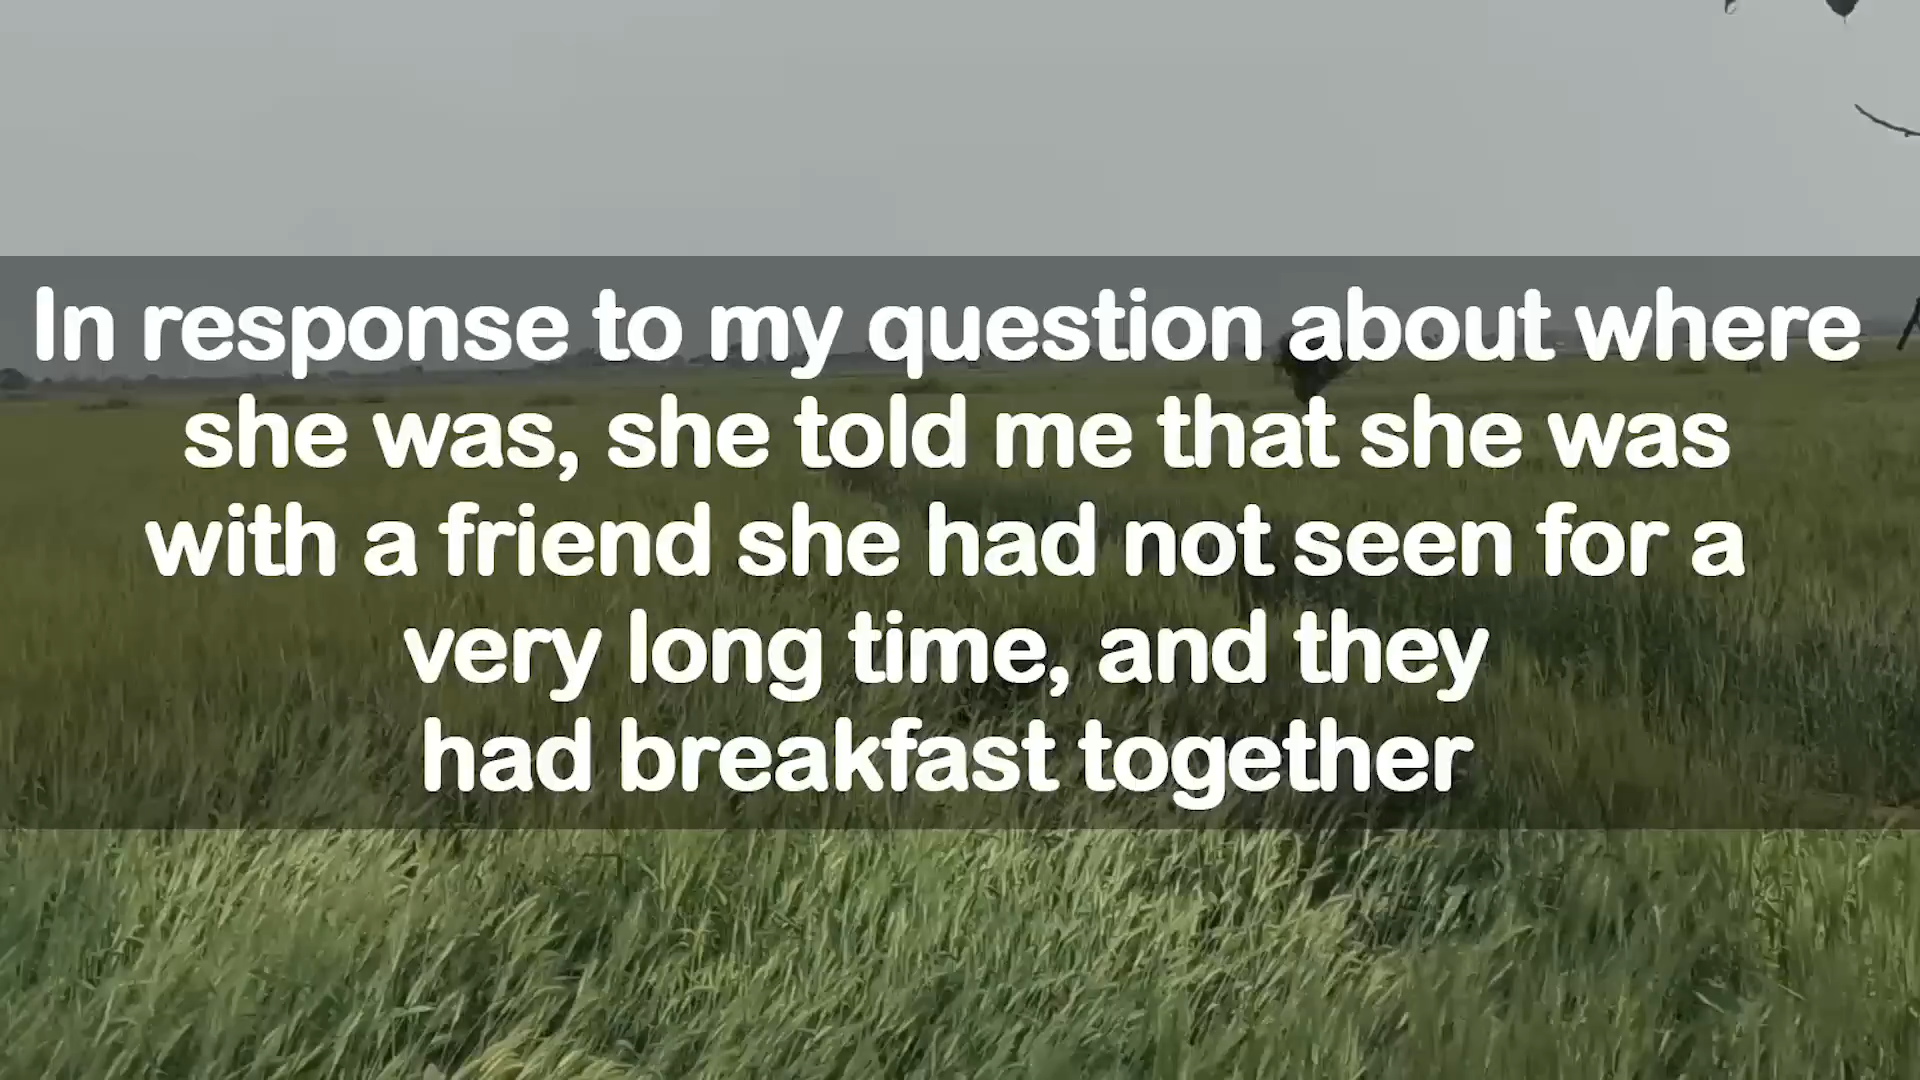 In response to my question about where
she was, she told me that she was
with a friend she had not seen for a
very long time, and they
had breakfast together